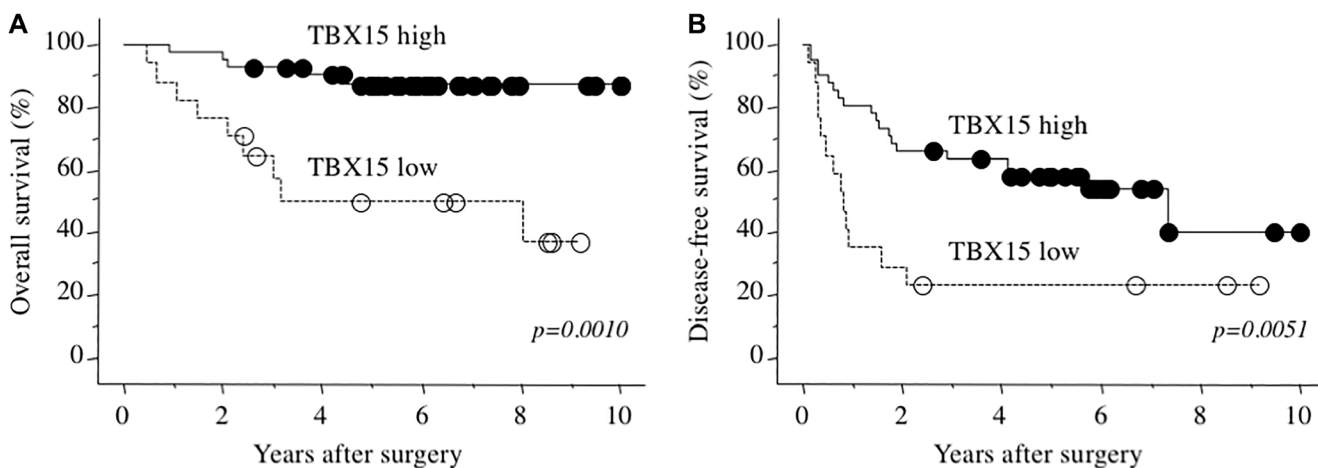 A
Overall survival (%)
100
80
60
40
20
0
TBX15 high
TBX15 low
p=0.0010
0 2 4 6 8 10
Years after surgery
B
Disease-free survival (%)
100
80
60
40
20
0
TBX15 high
TBX15 low
p=0.0051
0 2 4 6 8 10
Years after surgery